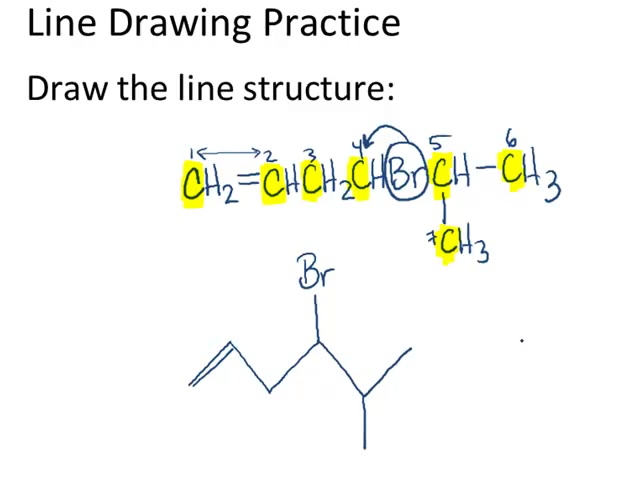 Line Drawing Practice
Draw the line structure:
1 2 3 4 5 6
CH₂=CHCH₂CHBrCH–CH₃
7CH₃
Br